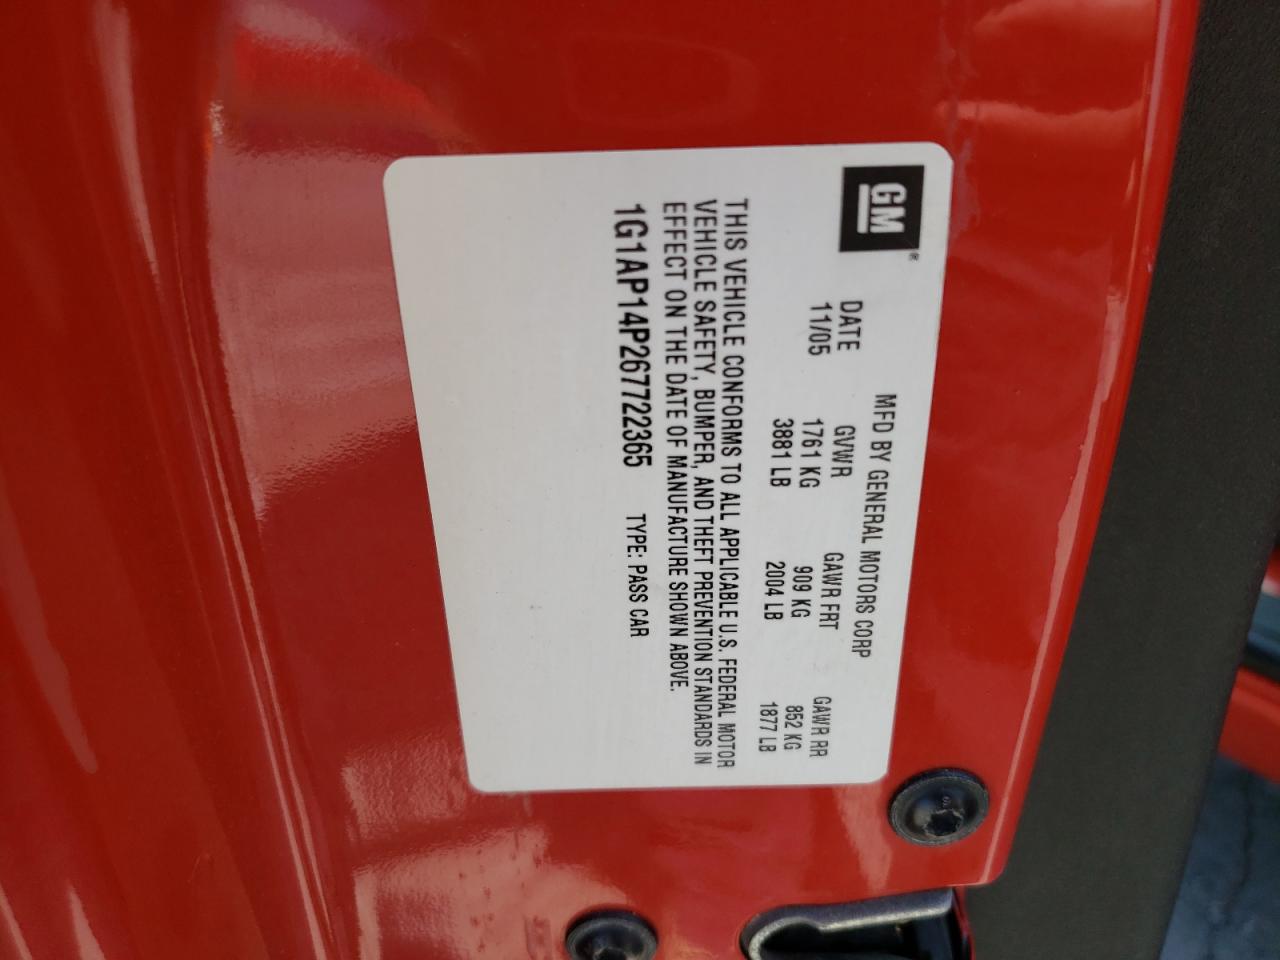 GM®
MFD BY GENERAL MOTORS CORP
DATE GVWR GAWR FRT GAWR RR
11/05 1761 KG 909 KG 852 KG
3881 LB 2004 LB 1877 LB
THIS VEHICLE CONFORMS TO ALL APPLICABLE U.S. FEDERAL MOTOR
VEHICLE SAFETY, BUMPER, AND THEFT PREVENTION STANDARDS IN
EFFECT ON THE DATE OF MANUFACTURE SHOWN ABOVE.
1G1AP14P267722365 TYPE: PASS CAR